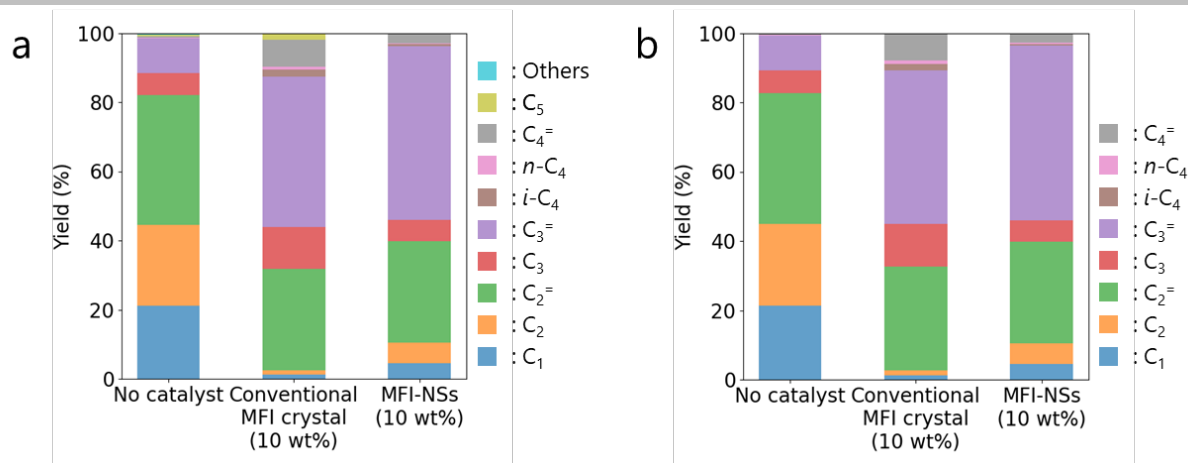 a
Yield (%)
100
80
60
40
20
0
No catalyst
Conventional
MFI crystal
(10 wt%)
MFI-NSs
(10 wt%)
: Others
: C₅
: C₄⁼
: n-C₄
: i-C₄
: C₃⁼
: C₃
: C₂⁼
: C₂
: C₁
b
Yield (%)
100
80
60
40
20
0
No catalyst
Conventional
MFI crystal
(10 wt%)
MFI-NSs
(10 wt%)
: C₄⁼
: n-C₄
: i-C₄
: C₃⁼
: C₃
: C₂⁼
: C₂
: C₁